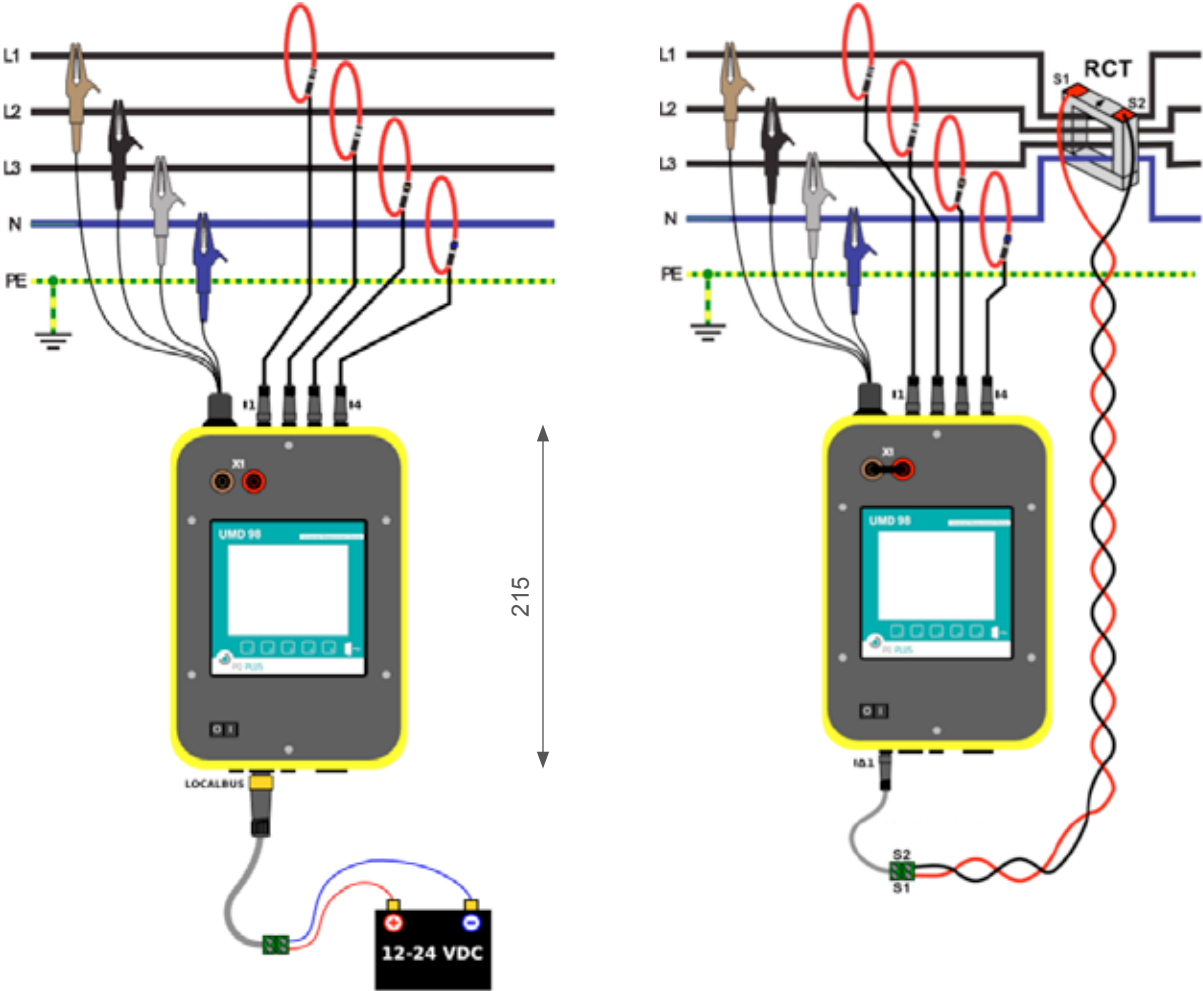 L1
L2
L3
N
PE
I1
I4
X1
UMD 98
PQ PLUS
O I
LOCALBUS
12-24 VDC
215
L1
L2
L3
N
PE
S1
RCT
S2
I1
I4
X1
UMD 98
PQ PLUS
O I
IΔ1
S2
S1